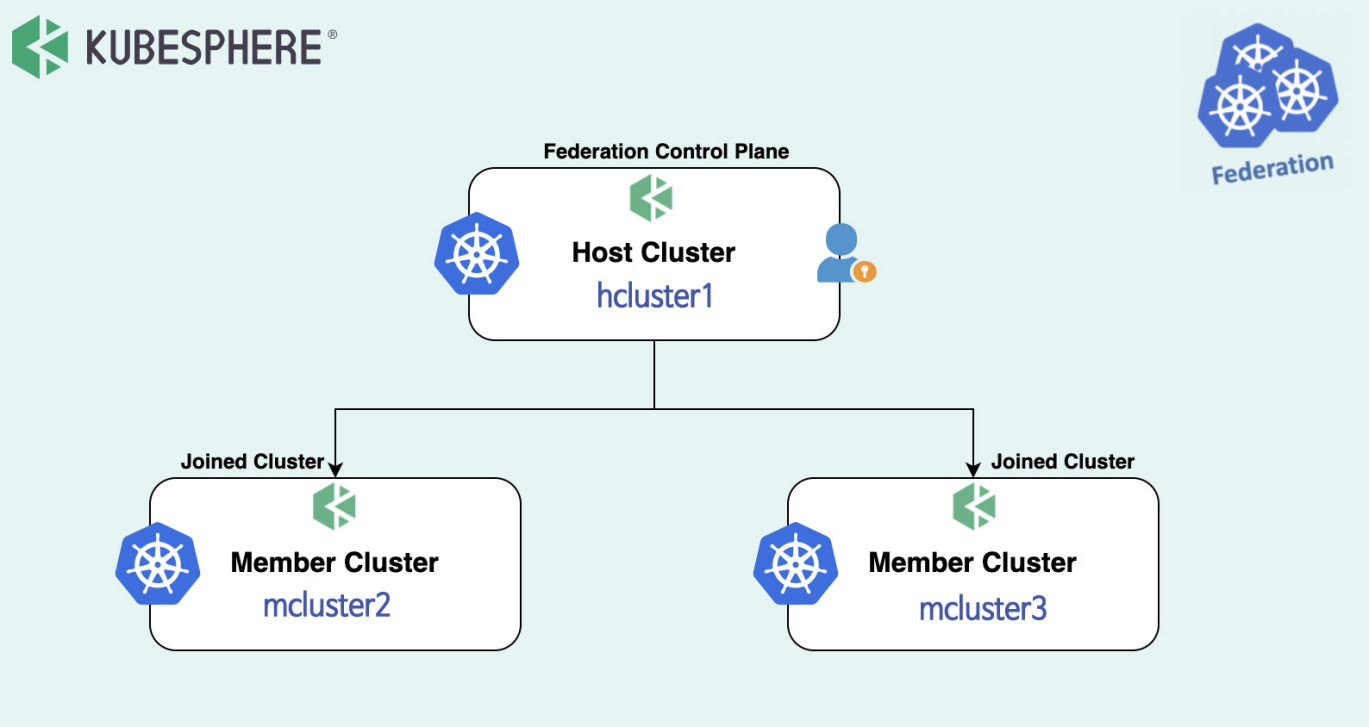 KUBESPHERE®
Federation
Federation Control Plane
Host Cluster
hcluster1
Joined Cluster
Joined Cluster
Member Cluster
mcluster2
Member Cluster
mcluster3